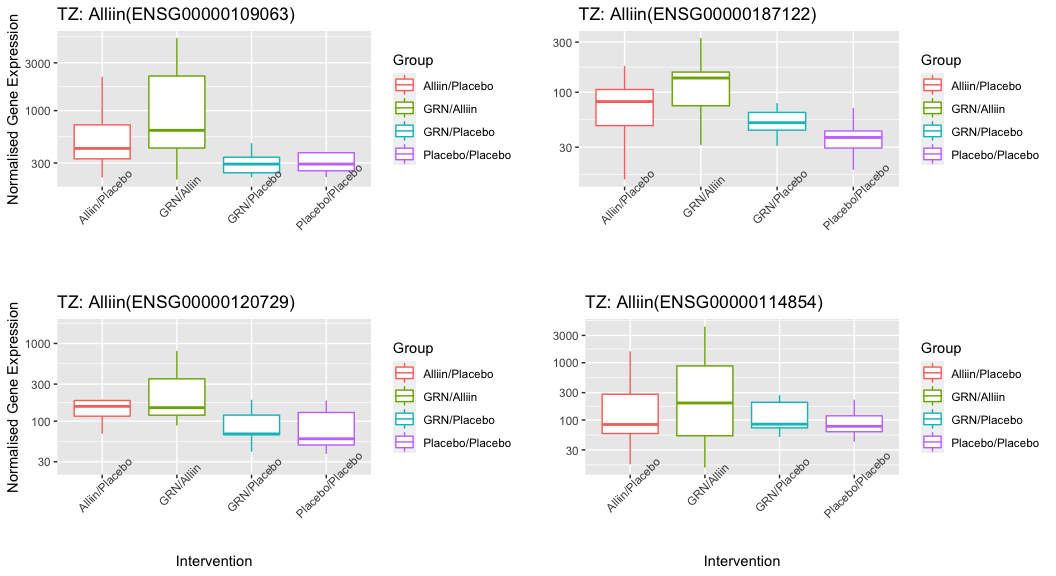 TZ: Alliin(ENSG00000109063)
Normalised Gene Expression
3000
1000
300
Alliin/Placebo
GRN/Alliin
GRN/Placebo
Placebo/Placebo
Group
Alliin/Placebo
GRN/Alliin
GRN/Placebo
Placebo/Placebo
TZ: Alliin(ENSG00000187122)
300
100
30
Alliin/Placebo
GRN/Alliin
GRN/Placebo
Placebo/Placebo
Group
Alliin/Placebo
GRN/Alliin
GRN/Placebo
Placebo/Placebo
TZ: Alliin(ENSG00000120729)
Normalised Gene Expression
1000
300
100
30
Alliin/Placebo
GRN/Alliin
GRN/Placebo
Placebo/Placebo
Intervention
Group
Alliin/Placebo
GRN/Alliin
GRN/Placebo
Placebo/Placebo
TZ: Alliin(ENSG00000114854)
3000
1000
300
100
30
Alliin/Placebo
GRN/Alliin
GRN/Placebo
Placebo/Placebo
Intervention
Group
Alliin/Placebo
GRN/Alliin
GRN/Placebo
Placebo/Placebo